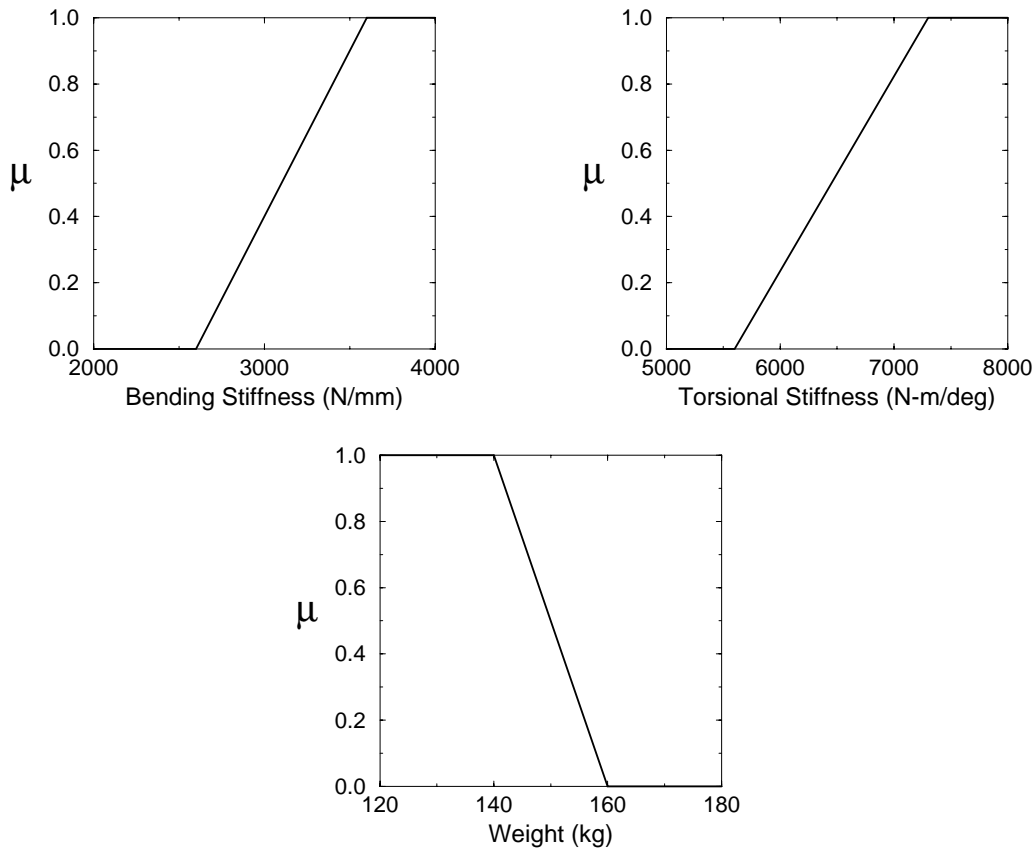 1.0
0.8
0.6
μ
0.4
0.2
0.0
2000 3000 4000
Bending Stiffness (N/mm)
1.0
0.8
0.6
μ
0.4
0.2
0.0
5000 6000 7000 8000
Torsional Stiffness (N-m/deg)
1.0
0.8
0.6
μ
0.4
0.2
0.0
120 140 160 180
Weight (kg)